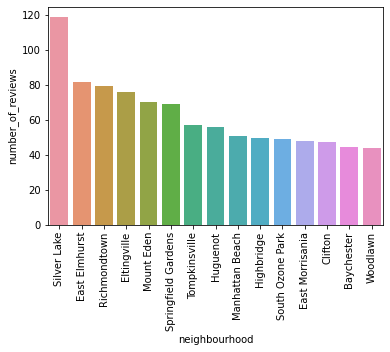 120
100
80
60
40
20
0
number_of_reviews
Silver Lake
East Elmhurst
Richmondtown
Eltingville
Mount Eden
Springfield Gardens
Tompkinsville
Huguenot
Manhattan Beach
Highbridge
South Ozone Park
East Morrisania
Clifton
Baychester
Woodlawn
neighbourhood